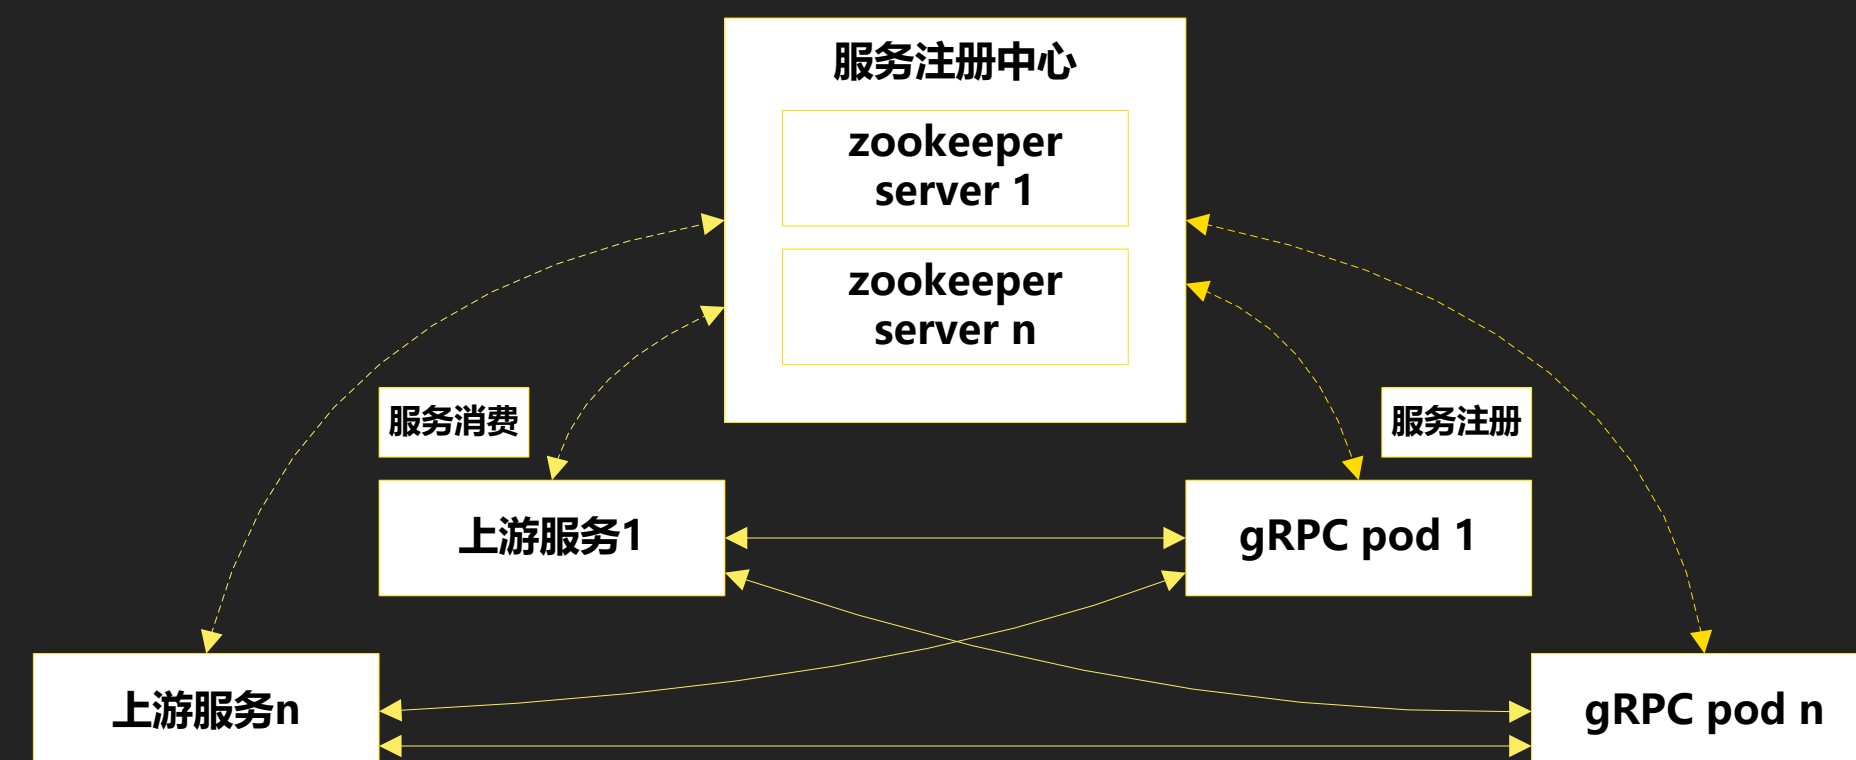 服务注册中心
zookeeper
server 1
zookeeper
server n
服务消费
服务注册
上游服务1
gRPC pod 1
上游服务n
gRPC pod n